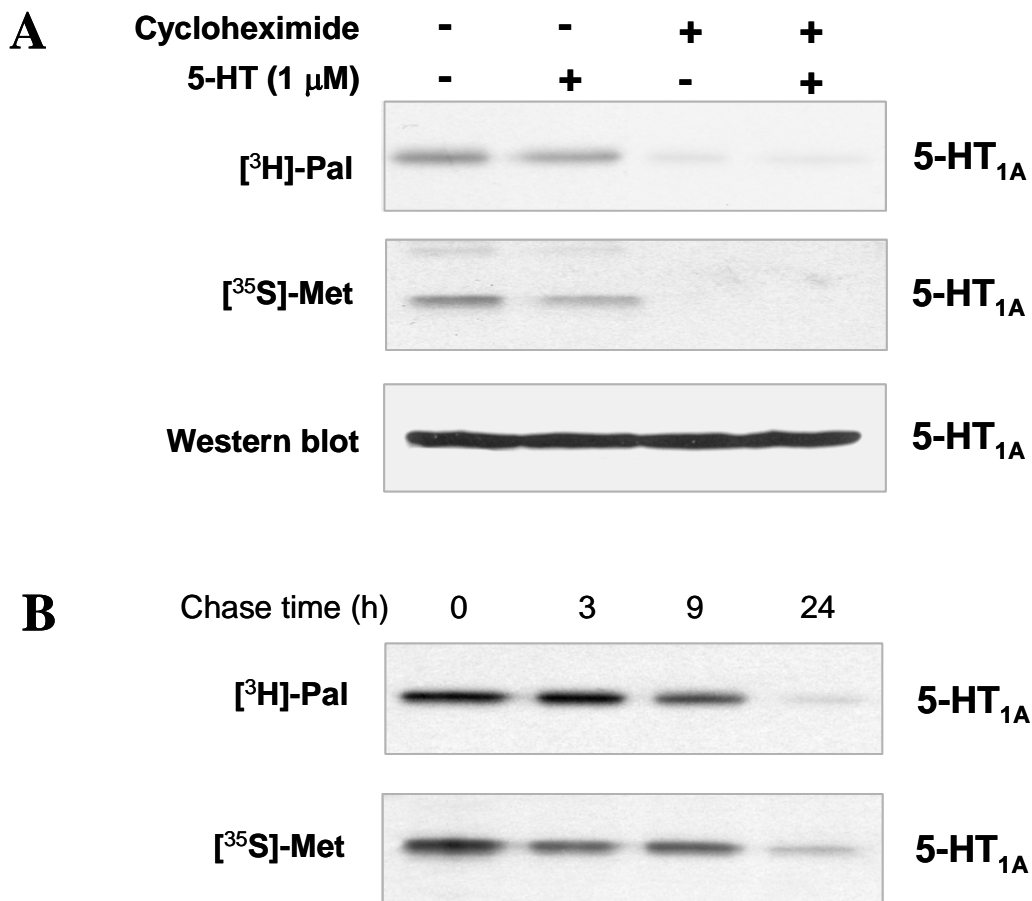 A
Cycloheximide - - + +
5-HT (1 μM) - + - +
[³H]-Pal 5-HT₁A
[³⁵S]-Met 5-HT₁A
Western blot 5-HT₁A
B
Chase time (h) 0 3 9 24
[³H]-Pal 5-HT₁A
[³⁵S]-Met 5-HT₁A